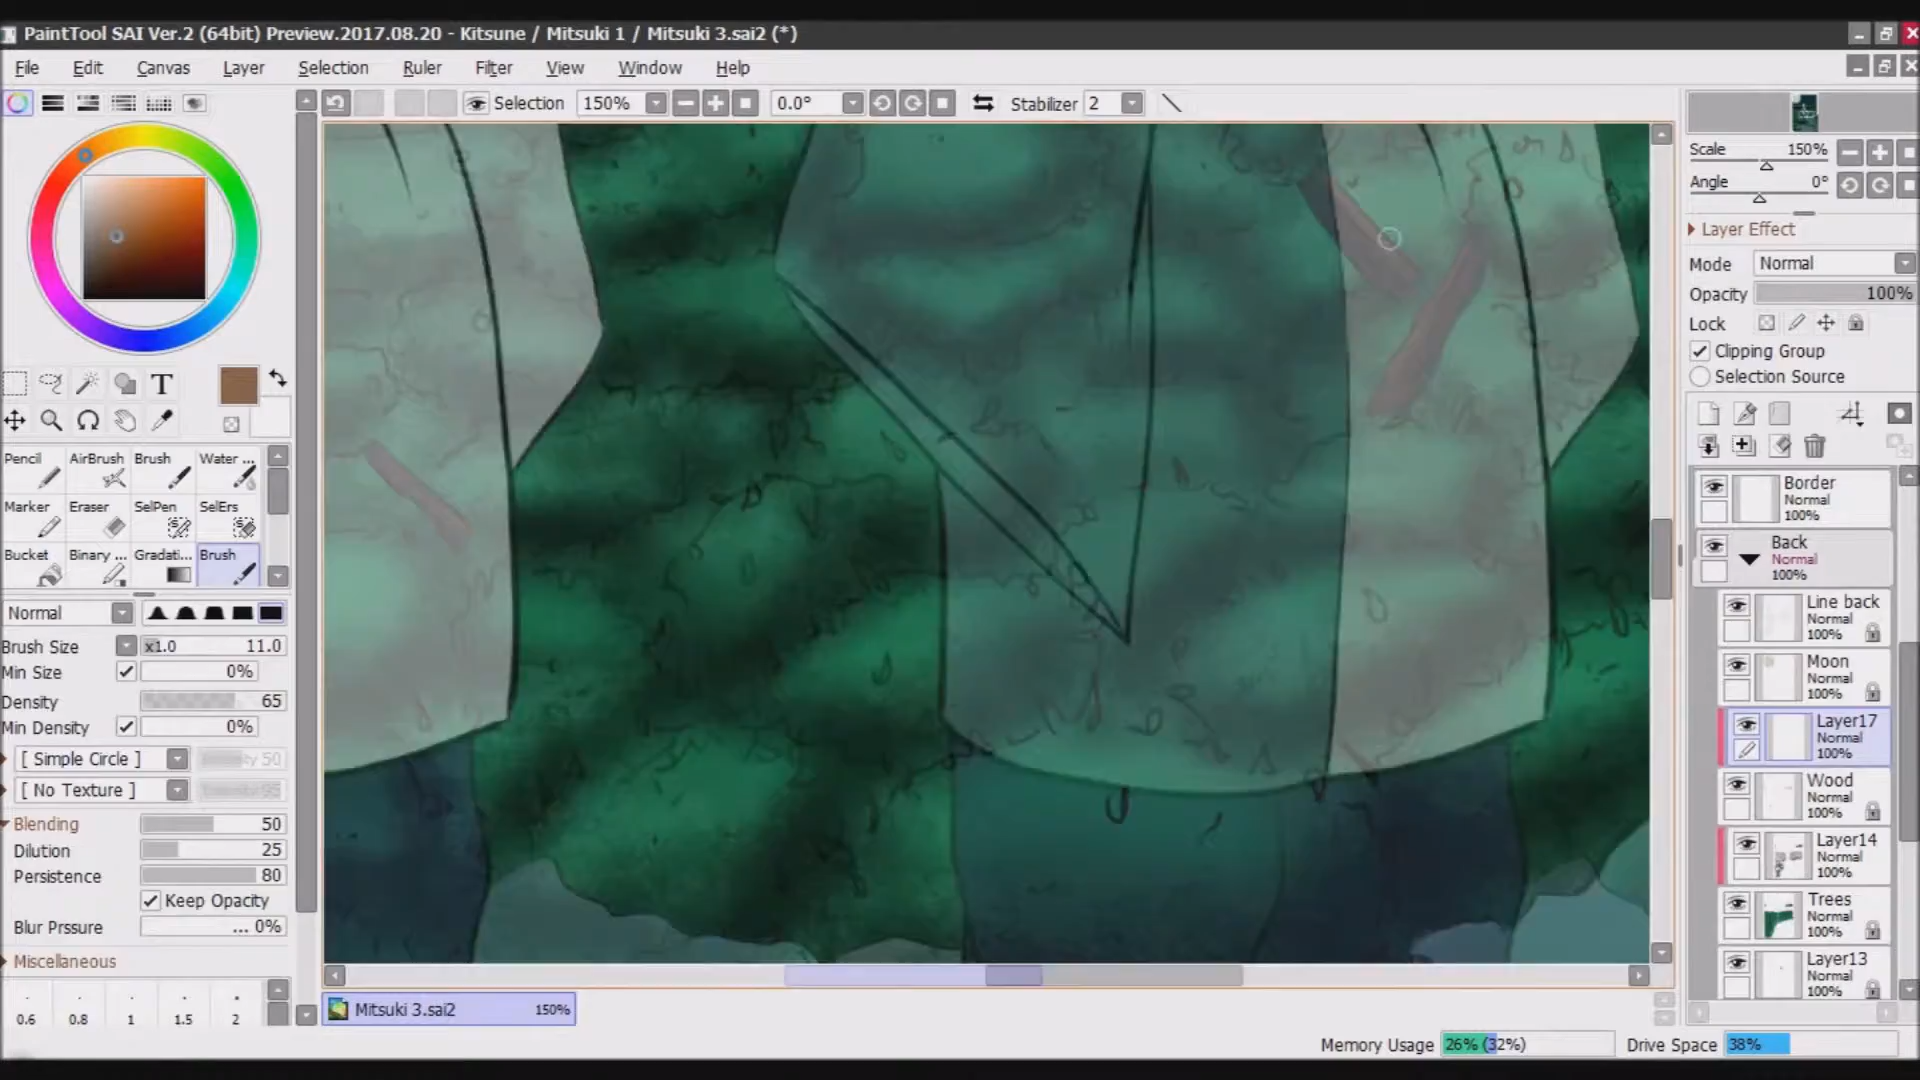 PaintTool SAI Ver.2 (64bit) Preview.2017.08.20 - Kitsune / Mitsuki 1 / Mitsuki 3.sai2 (*)
File Edit Canvas Layer Selection Ruler Filter View Window Help
Selection 150% 0.0° Stabilizer 2
Scale 150%
Angle 0°
Layer Effect
Mode Normal
Opacity 100%
Lock
Clipping Group
Selection Source
T
Pencil AirBrush Brush Water ...
Marker Eraser SelPen SelErs
Bucket Binary ... Gradati... Brush
Normal
Brush Size x1.0 11.0
Min Size 0%
Density 65
Min Density 0%
[ Simple Circle ] 50
[ No Texture ] 95
Blending 50
Dilution 25
Persistence 80
Keep Opacity
Blur Prssure ... 0%
Miscellaneous
0.6 0.8 1 1.5 2
Border
Normal
100%
Back
Normal
100%
Line back
Normal
100%
Moon
Normal
100%
Layer17
Normal
100%
Wood
Normal
100%
Layer14
Normal
100%
Trees
Normal
100%
Layer13
Normal
100%
Mitsuki 3.sai2 150%
Memory Usage 26% (32%) Drive Space 38%